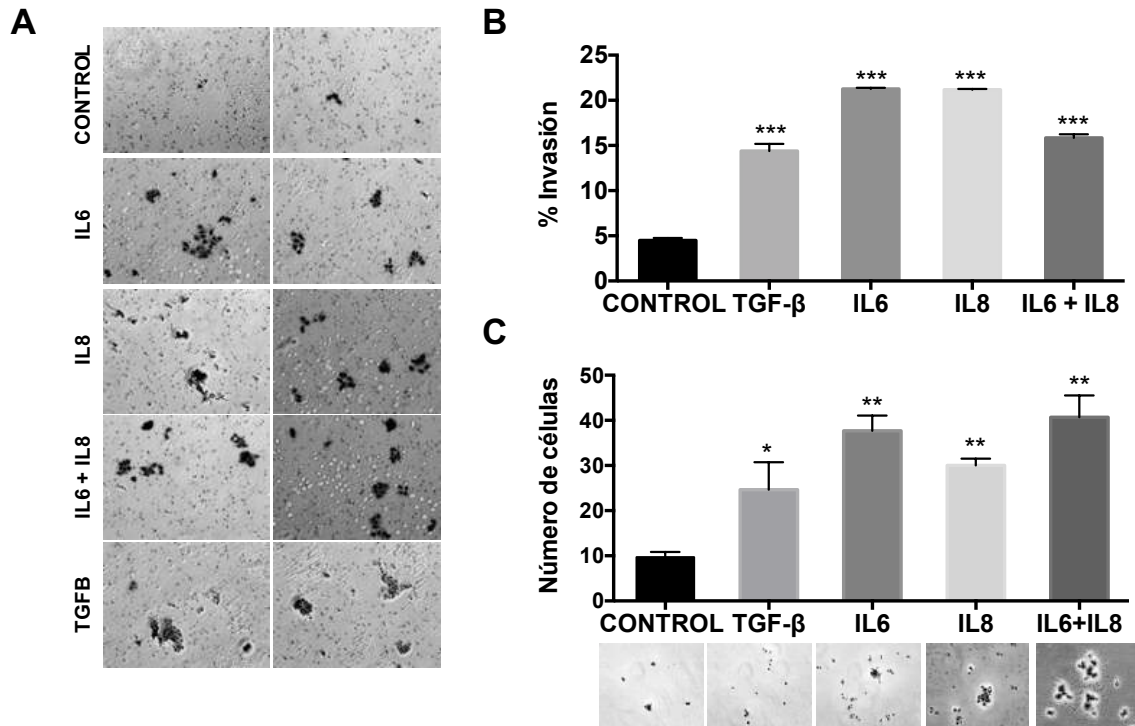 A
CONTROL
IL6
IL8
IL6 + IL8
TGFB
B
% Invasión
25
20
15
10
5
0
***
***
***
***
CONTROL TGF-β IL6 IL8 IL6 + IL8
C
Número de células
50
40
30
20
10
0
*
**
**
**
CONTROL TGF-β IL6 IL8 IL6+IL8